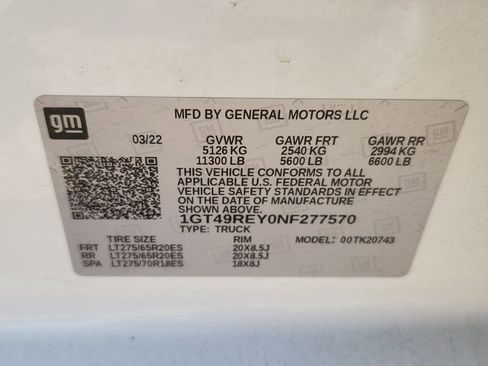 gm
MFD BY GENERAL MOTORS LLC
03/22 GVWR GAWR FRT GAWR RR
5126 KG 2540 KG 2994 KG
11300 LB 5600 LB 6600 LB
THIS VEHICLE CONFORMS TO ALL
APPLICABLE U.S. FEDERAL MOTOR
VEHICLE SAFETY STANDARDS IN EFFECT
ON THE DATE OF MANUFACTURE
SHOWN ABOVE.
1GT49REY0NF277570
TYPE: TRUCK
TIRE SIZE RIM MODEL: 00TK20743
FRT LT275/65R20ES 20X8.5J
RR LT275/65R20ES 20X8.5J
SPA LT275/70R18ES 18X8J